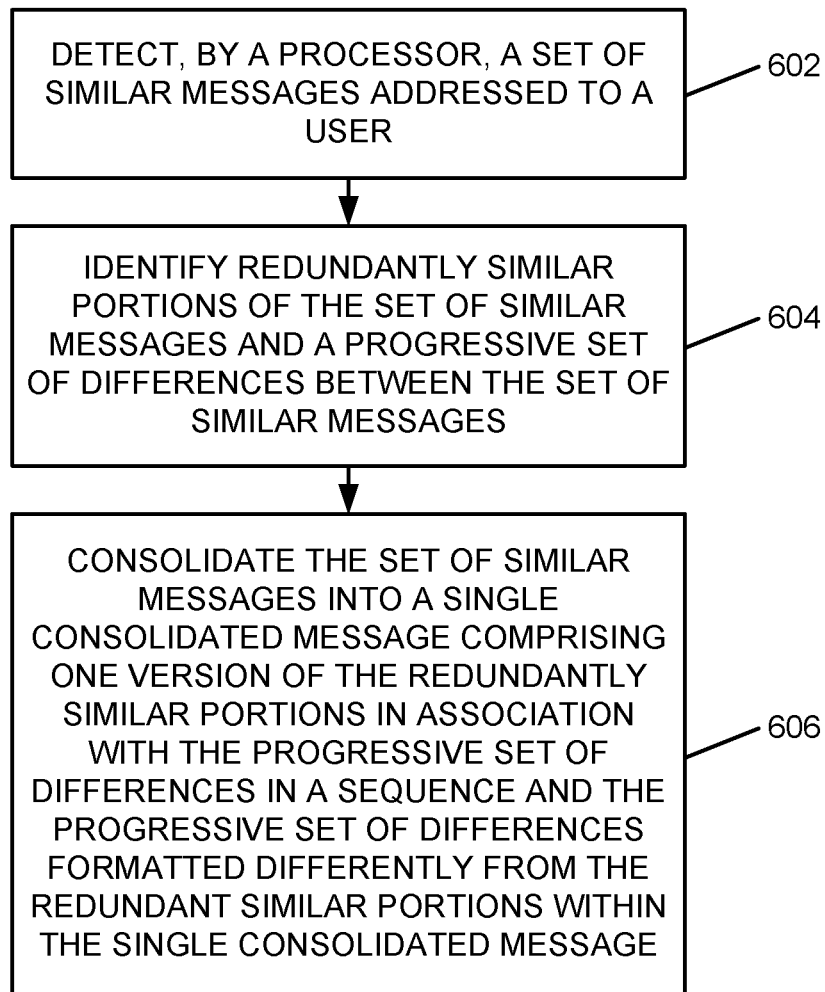 DETECT, BY A PROCESSOR, A SET OF
SIMILAR MESSAGES ADDRESSED TO A
USER
602
IDENTIFY REDUNDANTLY SIMILAR
PORTIONS OF THE SET OF SIMILAR
MESSAGES AND A PROGRESSIVE SET
OF DIFFERENCES BETWEEN THE SET OF
SIMILAR MESSAGES
604
CONSOLIDATE THE SET OF SIMILAR
MESSAGES INTO A SINGLE
CONSOLIDATED MESSAGE COMPRISING
ONE VERSION OF THE REDUNDANTLY
SIMILAR PORTIONS IN ASSOCIATION
WITH THE PROGRESSIVE SET OF
DIFFERENCES IN A SEQUENCE AND THE
PROGRESSIVE SET OF DIFFERENCES
FORMATTED DIFFERENTLY FROM THE
REDUNDANT SIMILAR PORTIONS WITHIN
THE SINGLE CONSOLIDATED MESSAGE
606